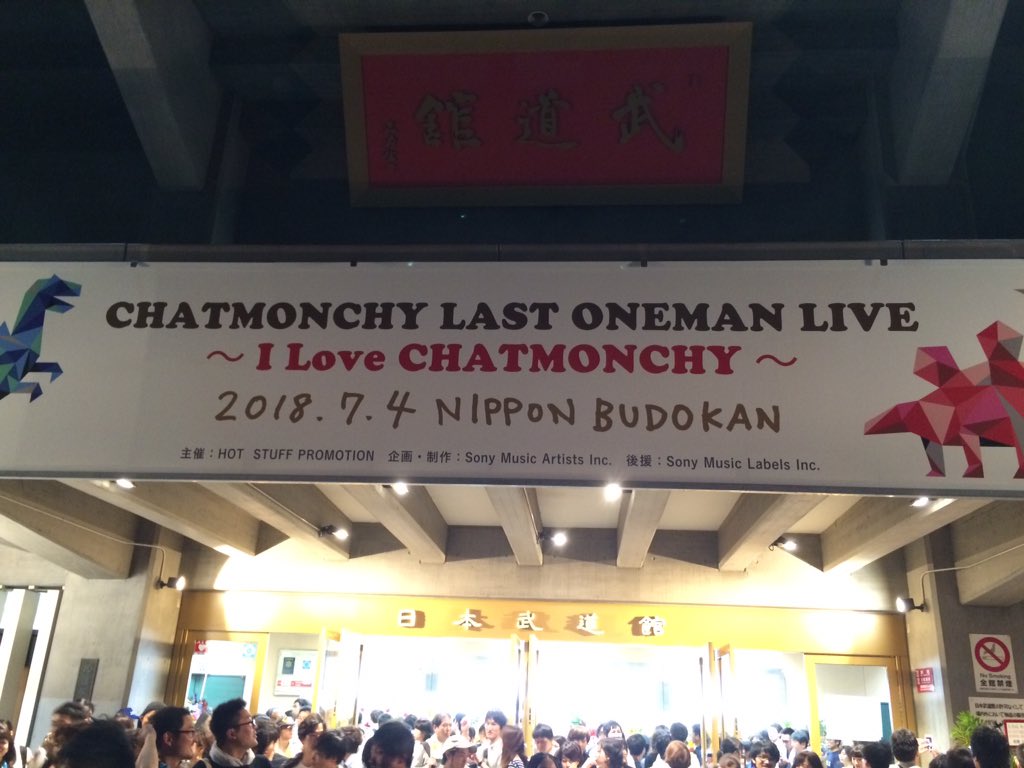 武道館
CHATMONCHY LAST ONEMAN LIVE
～ I Love CHATMONCHY ～
2018.7.4 NIPPON BUDOKAN
主催：HOT STUFF PROMOTION 企画・制作：Sony Music Artists Inc. 後援：Sony Music Labels Inc.
日本武道館
No Smoking
全館禁煙